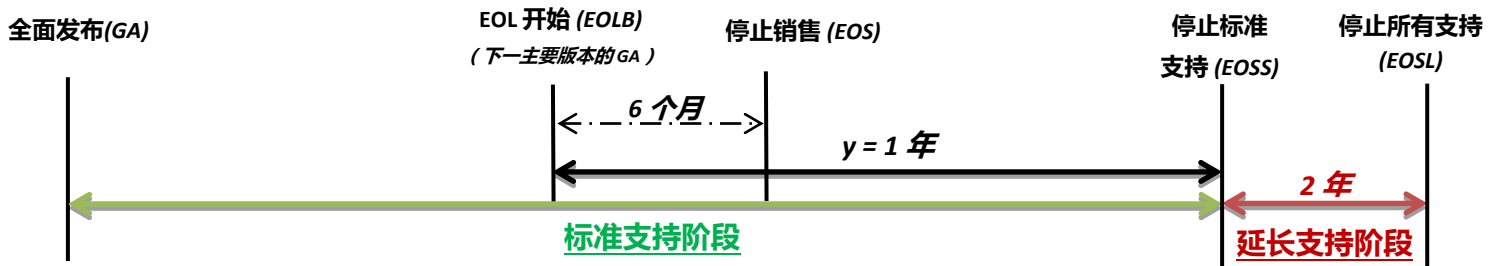 全面发布(GA)
EOL 开始 (EOLB)
（下一主要版本的 GA ）
停止销售 (EOS)
停止标准
支持 (EOSS)
停止所有支持
(EOSL)
6 个月
y = 1 年
2 年
标准支持阶段
延长支持阶段